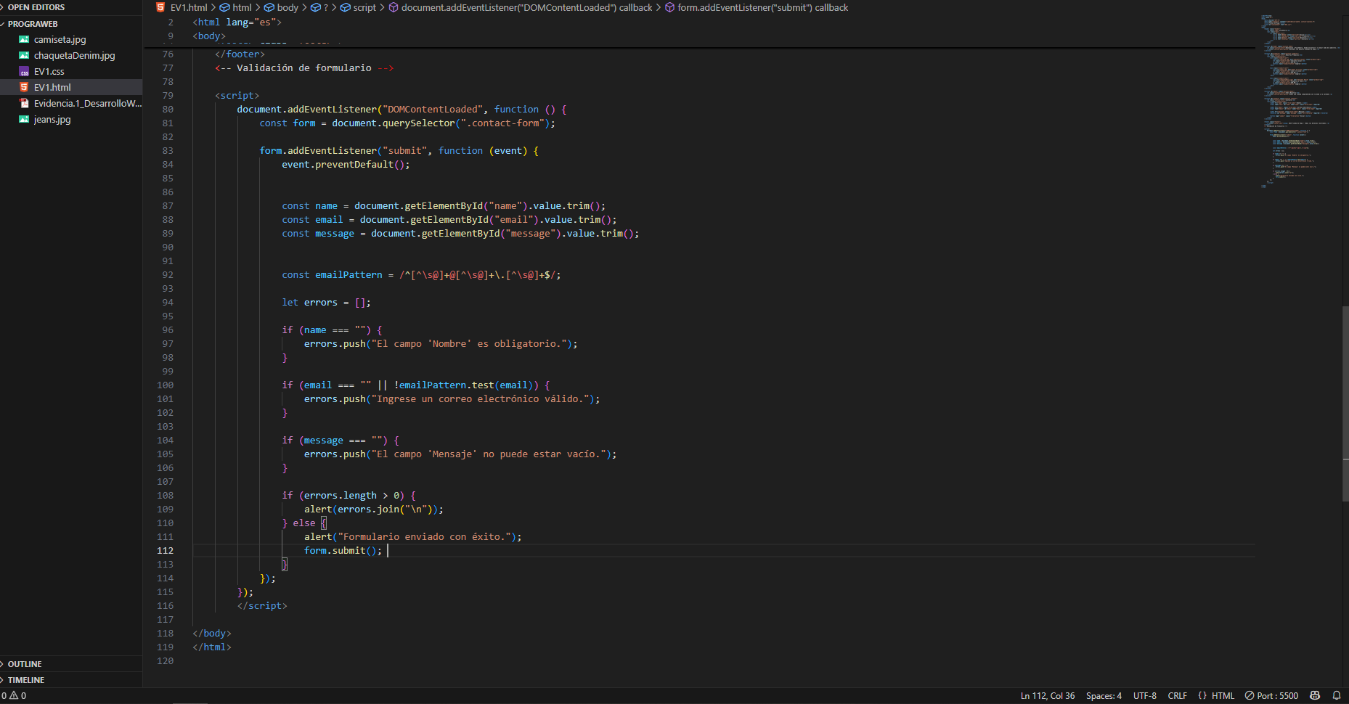 OPEN EDITORS
PROGRAWEB
camiseta.jpg
chaquetaDenim.jpg
EV1.css
EV1.html
Evidencia.1_DesarrolloW...
jeans.jpg
OUTLINE
TIMELINE
EV1.html > html > body > ? > script > document.addEventListener("DOMContentLoaded") callback > form.addEventListener("submit") callback
2 <html lang="es">
9 <body>
76 </footer>
77 <-- Validación de formulario -->
78
79 <script>
80 document.addEventListener("DOMContentLoaded", function () {
81 const form = document.querySelector(".contact-form");
82
83 form.addEventListener("submit", function (event) {
84 event.preventDefault();
85
86
87 const name = document.getElementById("name").value.trim();
88 const email = document.getElementById("email").value.trim();
89 const message = document.getElementById("message").value.trim();
90
91
92 const emailPattern = /^[^\s@]+@[^\s@]+\.[^\s@]+$/;
93
94 let errors = [];
95
96 if (name === "") {
97 errors.push("El campo 'Nombre' es obligatorio.");
98 }
99
100 if (email === "" || !emailPattern.test(email)) {
101 errors.push("Ingrese un correo electrónico válido.");
102 }
103
104 if (message === "") {
105 errors.push("El campo 'Mensaje' no puede estar vacío.");
106 }
107
108 if (errors.length > 0) {
109 alert(errors.join("\n"));
110 } else {
111 alert("Formulario enviado con éxito.");
112 form.submit();
113 }
114 });
115 });
116 </script>
117
118 </body>
119 </html>
120
0 0 Ln 112, Col 36 Spaces: 4 UTF-8 CRLF {} HTML Port : 5500